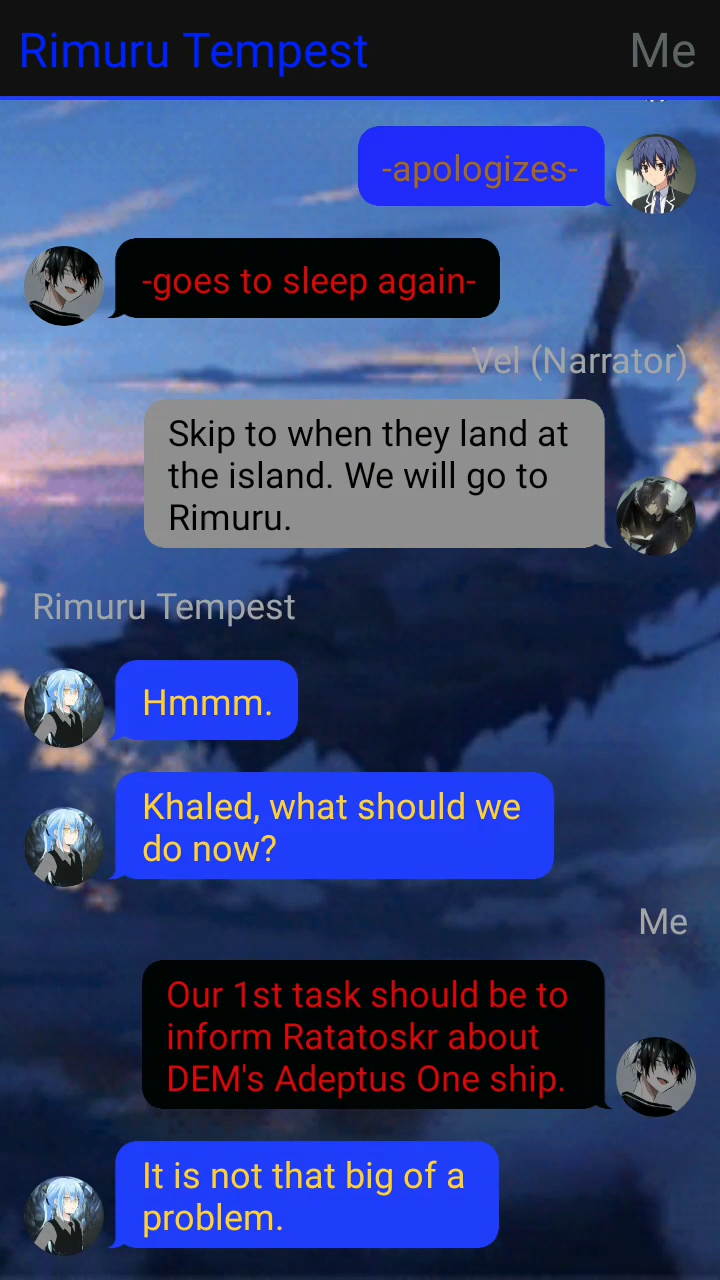 Rimuru Tempest Me
-apologizes-
-goes to sleep again-
Vel (Narrator)
Skip to when they land at
the island. We will go to
Rimuru.
Rimuru Tempest
Hmmm.
Khaled, what should we
do now?
Me
Our 1st task should be to
inform Ratatoskr about
DEM's Adeptus One ship.
It is not that big of a
problem.